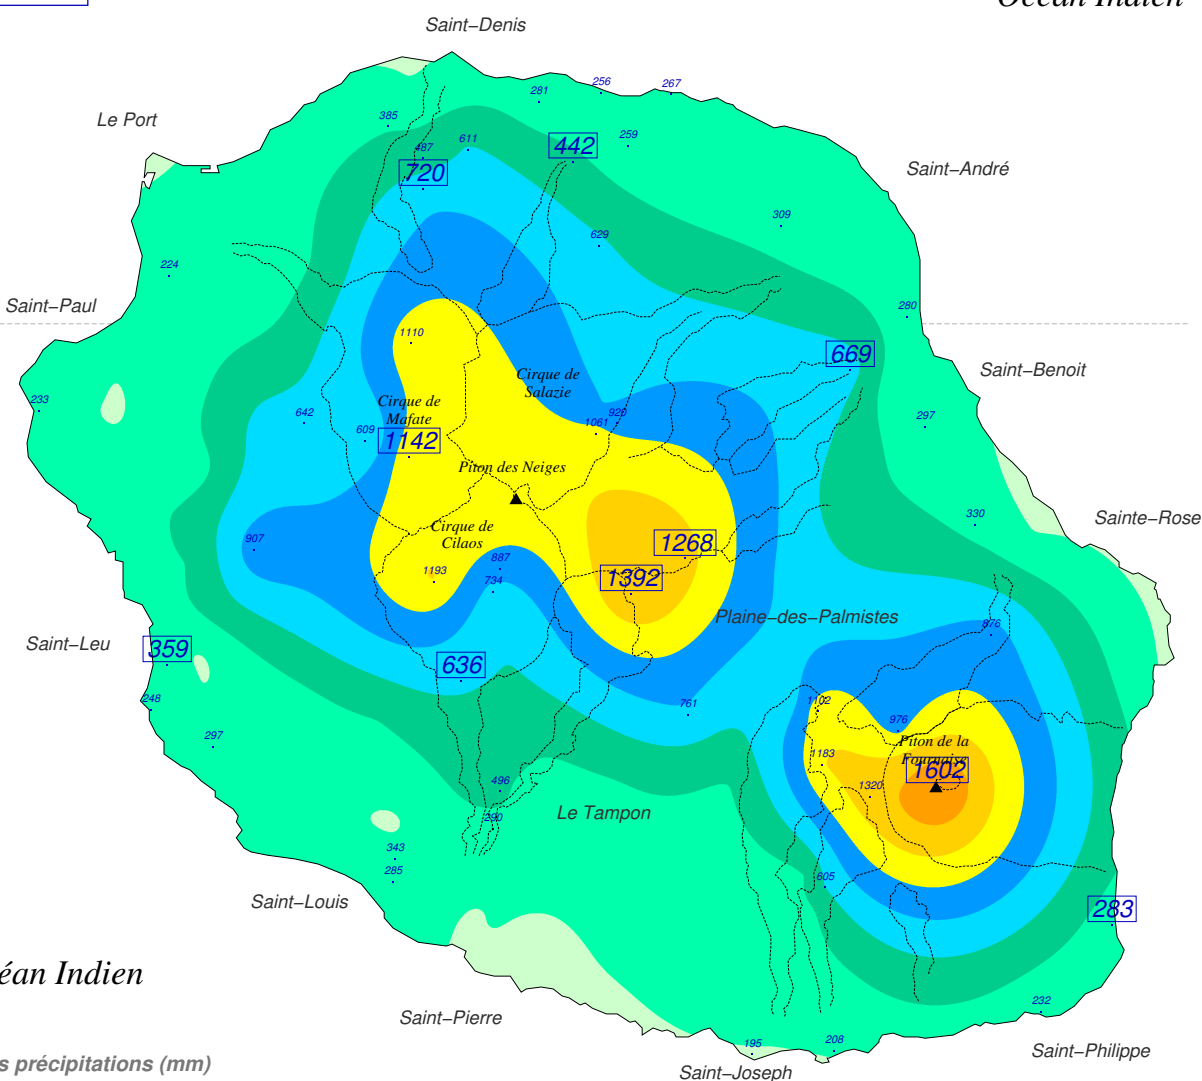 Océan Indien
Saint−Denis
281
256
267
Le Port
385
259
487
611
442
720
Saint−André
309
629
224
Saint−Paul
280
1110
669
Saint−Benoit
Cirque de
Salazie
233
642
Cirque de
Mafate
609
1142
920
1061
297
Piton des Neiges
330
Sainte−Rose
Cirque de
Cilaos
907
1268
887
1193
734
1392
Plaine−des−Palmistes
876
Saint−Leu
359
636
248
761
1102
297
976
Piton de la
Fournaise
1183
1602
496
1320
290
Le Tampon
343
285
605
Saint−Louis
283
éan Indien
232
Saint−Pierre
195
208
Saint−Philippe
s précipitations (mm)
Saint−Joseph